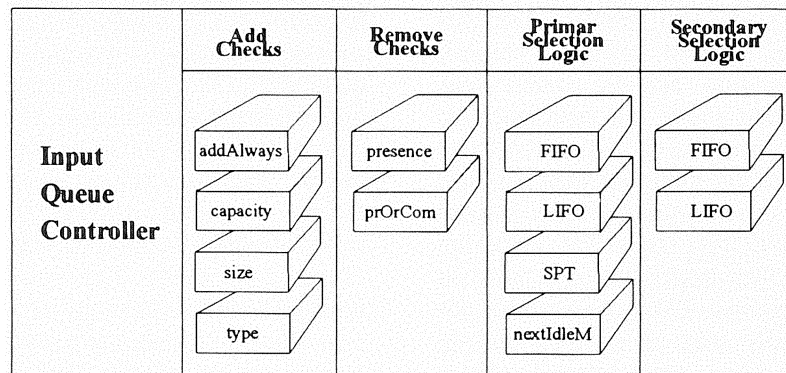 Add
Checks
Remove
Checks
Primar
Selection
Logic
Secondary
Selection
Logic
Input
Queue
Controller
addAlways
capacity
size
type
presence
prOrCom
FIFO
LIFO
SPT
nextIdleM
FIFO
LIFO